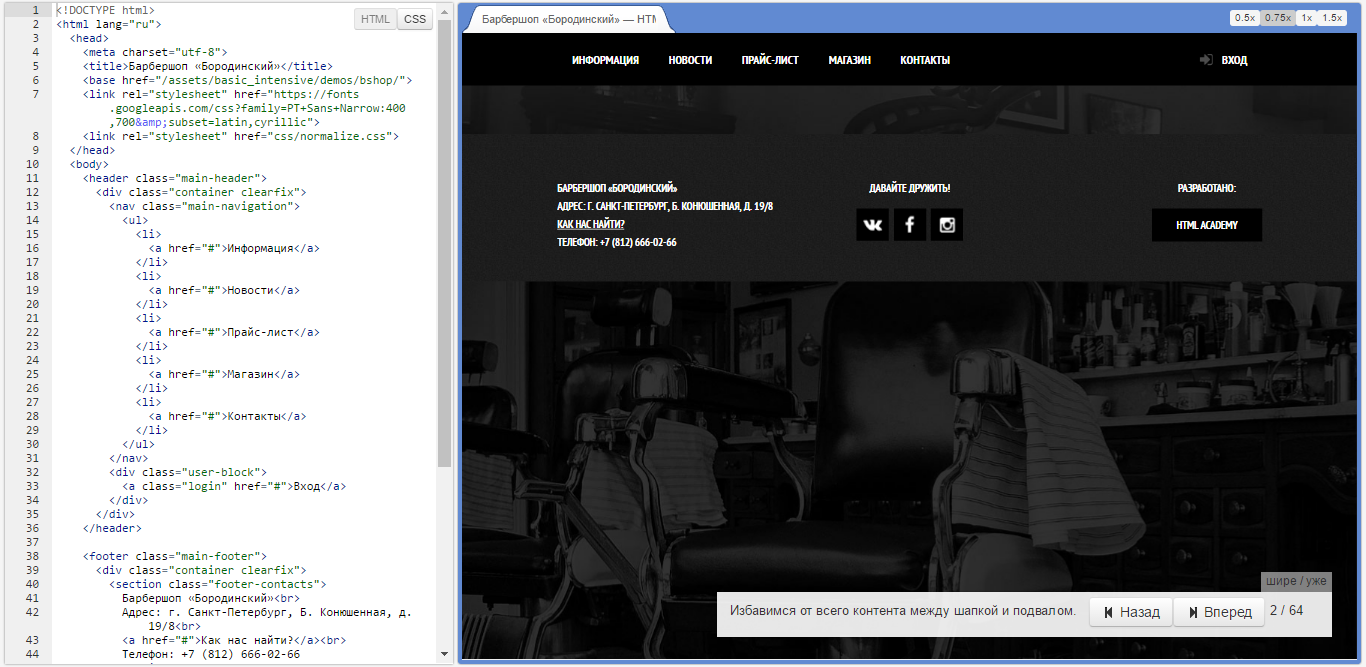 HTML CSS
1 <!DOCTYPE html>
2 <html lang="ru">
3 <head>
4 <meta charset="utf-8">
5 <title>Барбершоп «Бородинский»</title>
6 <base href="/assets/basic_intensive/demos/bshop/">
7 <link rel="stylesheet" href="https://fonts
.googleapis.com/css?family=PT+Sans+Narrow:400
,700&amp;subset=latin,cyrillic">
8 <link rel="stylesheet" href="css/normalize.css">
9 </head>
10 <body>
11 <header class="main-header">
12 <div class="container clearfix">
13 <nav class="main-navigation">
14 <ul>
15 <li>
16 <a href="#">Информация</a>
17 </li>
18 <li>
19 <a href="#">Новости</a>
20 </li>
21 <li>
22 <a href="#">Прайс-лист</a>
23 </li>
24 <li>
25 <a href="#">Магазин</a>
26 </li>
27 <li>
28 <a href="#">Контакты</a>
29 </li>
30 </ul>
31 </nav>
32 <div class="user-block">
33 <a class="login" href="#">Вход</a>
34 </div>
35 </div>
36 </header>
37
38 <footer class="main-footer">
39 <div class="container clearfix">
40 <section class="footer-contacts">
41 Барбершоп «Бородинский»<br>
42 Адрес: г. Санкт-Петербург, Б. Конюшенная, д.
19/8<br>
43 <a href="#">Как нас найти?</a><br>
44 Телефон: +7 (812) 666-02-66
Барбершоп «Бородинский» — HTM
0.5x 0.75x 1x 1.5x
ИНФОРМАЦИЯ НОВОСТИ ПРАЙС-ЛИСТ МАГАЗИН КОНТАКТЫ ВХОД
БАРБЕРШОП «БОРОДИНСКИЙ»
АДРЕС: Г. САНКТ-ПЕТЕРБУРГ, Б. КОНЮШЕННАЯ, Д. 19/8
КАК НАС НАЙТИ?
ТЕЛЕФОН: +7 (812) 666-02-66
ДАВАЙТЕ ДРУЖИТЬ!
РАЗРАБОТАНО:
HTML ACADEMY
шире / уже
Избавимся от всего контента между шапкой и подвалом. Назад Вперед 2 / 64